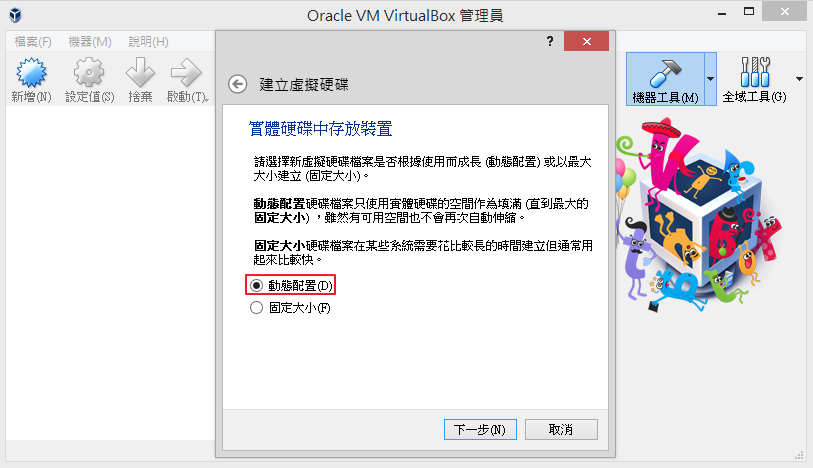 Oracle VM VirtualBox 管理員
檔案(F) 機器(M) 說明(H)
新增(N) 設定值(S) 捨棄 啟動(T)
?
建立虛擬硬碟
機器工具(M) 全域工具(G)
實體硬碟中存放裝置
請選擇新虛擬硬碟檔案是否根據使用而成長 (動態配置) 或以最大
大小建立 (固定大小)。
動態配置硬碟檔案只使用實體硬碟的空間作為填滿 (直到最大的
固定大小) ，雖然有可用空間也不會再次自動伸縮。
固定大小硬碟檔案在某些系統需要花比較長的時間建立但通常用
起來比較快。
動態配置(D)
固定大小(F)
下一步(N) 取消